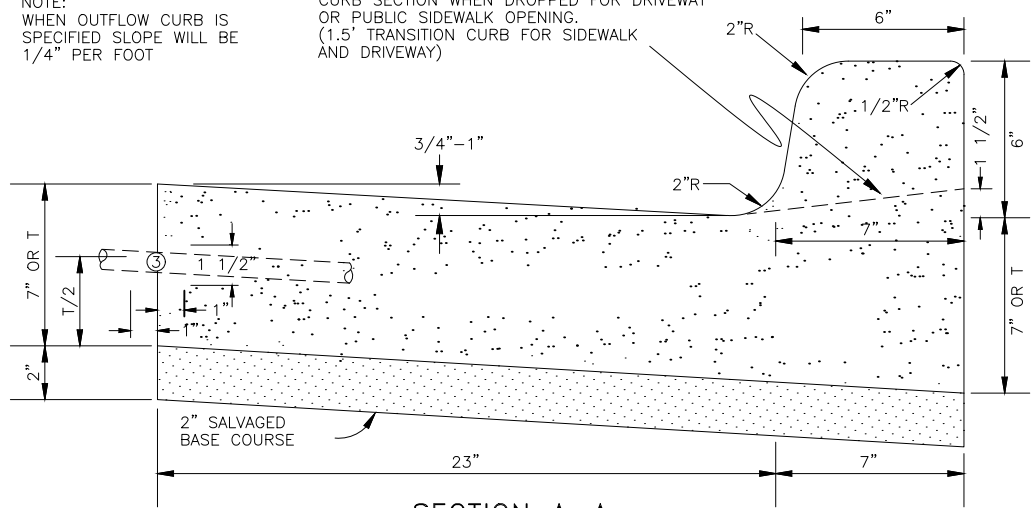 NOTE:
WHEN OUTFLOW CURB IS
SPECIFIED SLOPE WILL BE
1/4" PER FOOT
CURB SECTION WHEN DROPPED FOR DRIVEWAY
OR PUBLIC SIDEWALK OPENING.
(1.5' TRANSITION CURB FOR SIDEWALK
AND DRIVEWAY)
6"
2"R
1/2"R
1 1/2"
6"
3/4"-1"
2"R
7"
7" OR T
T/2
3
1 1/2"
1"
1"
7" OR T
2"
2" SALVAGED
BASE COURSE
23"
7"
SECTION A-A